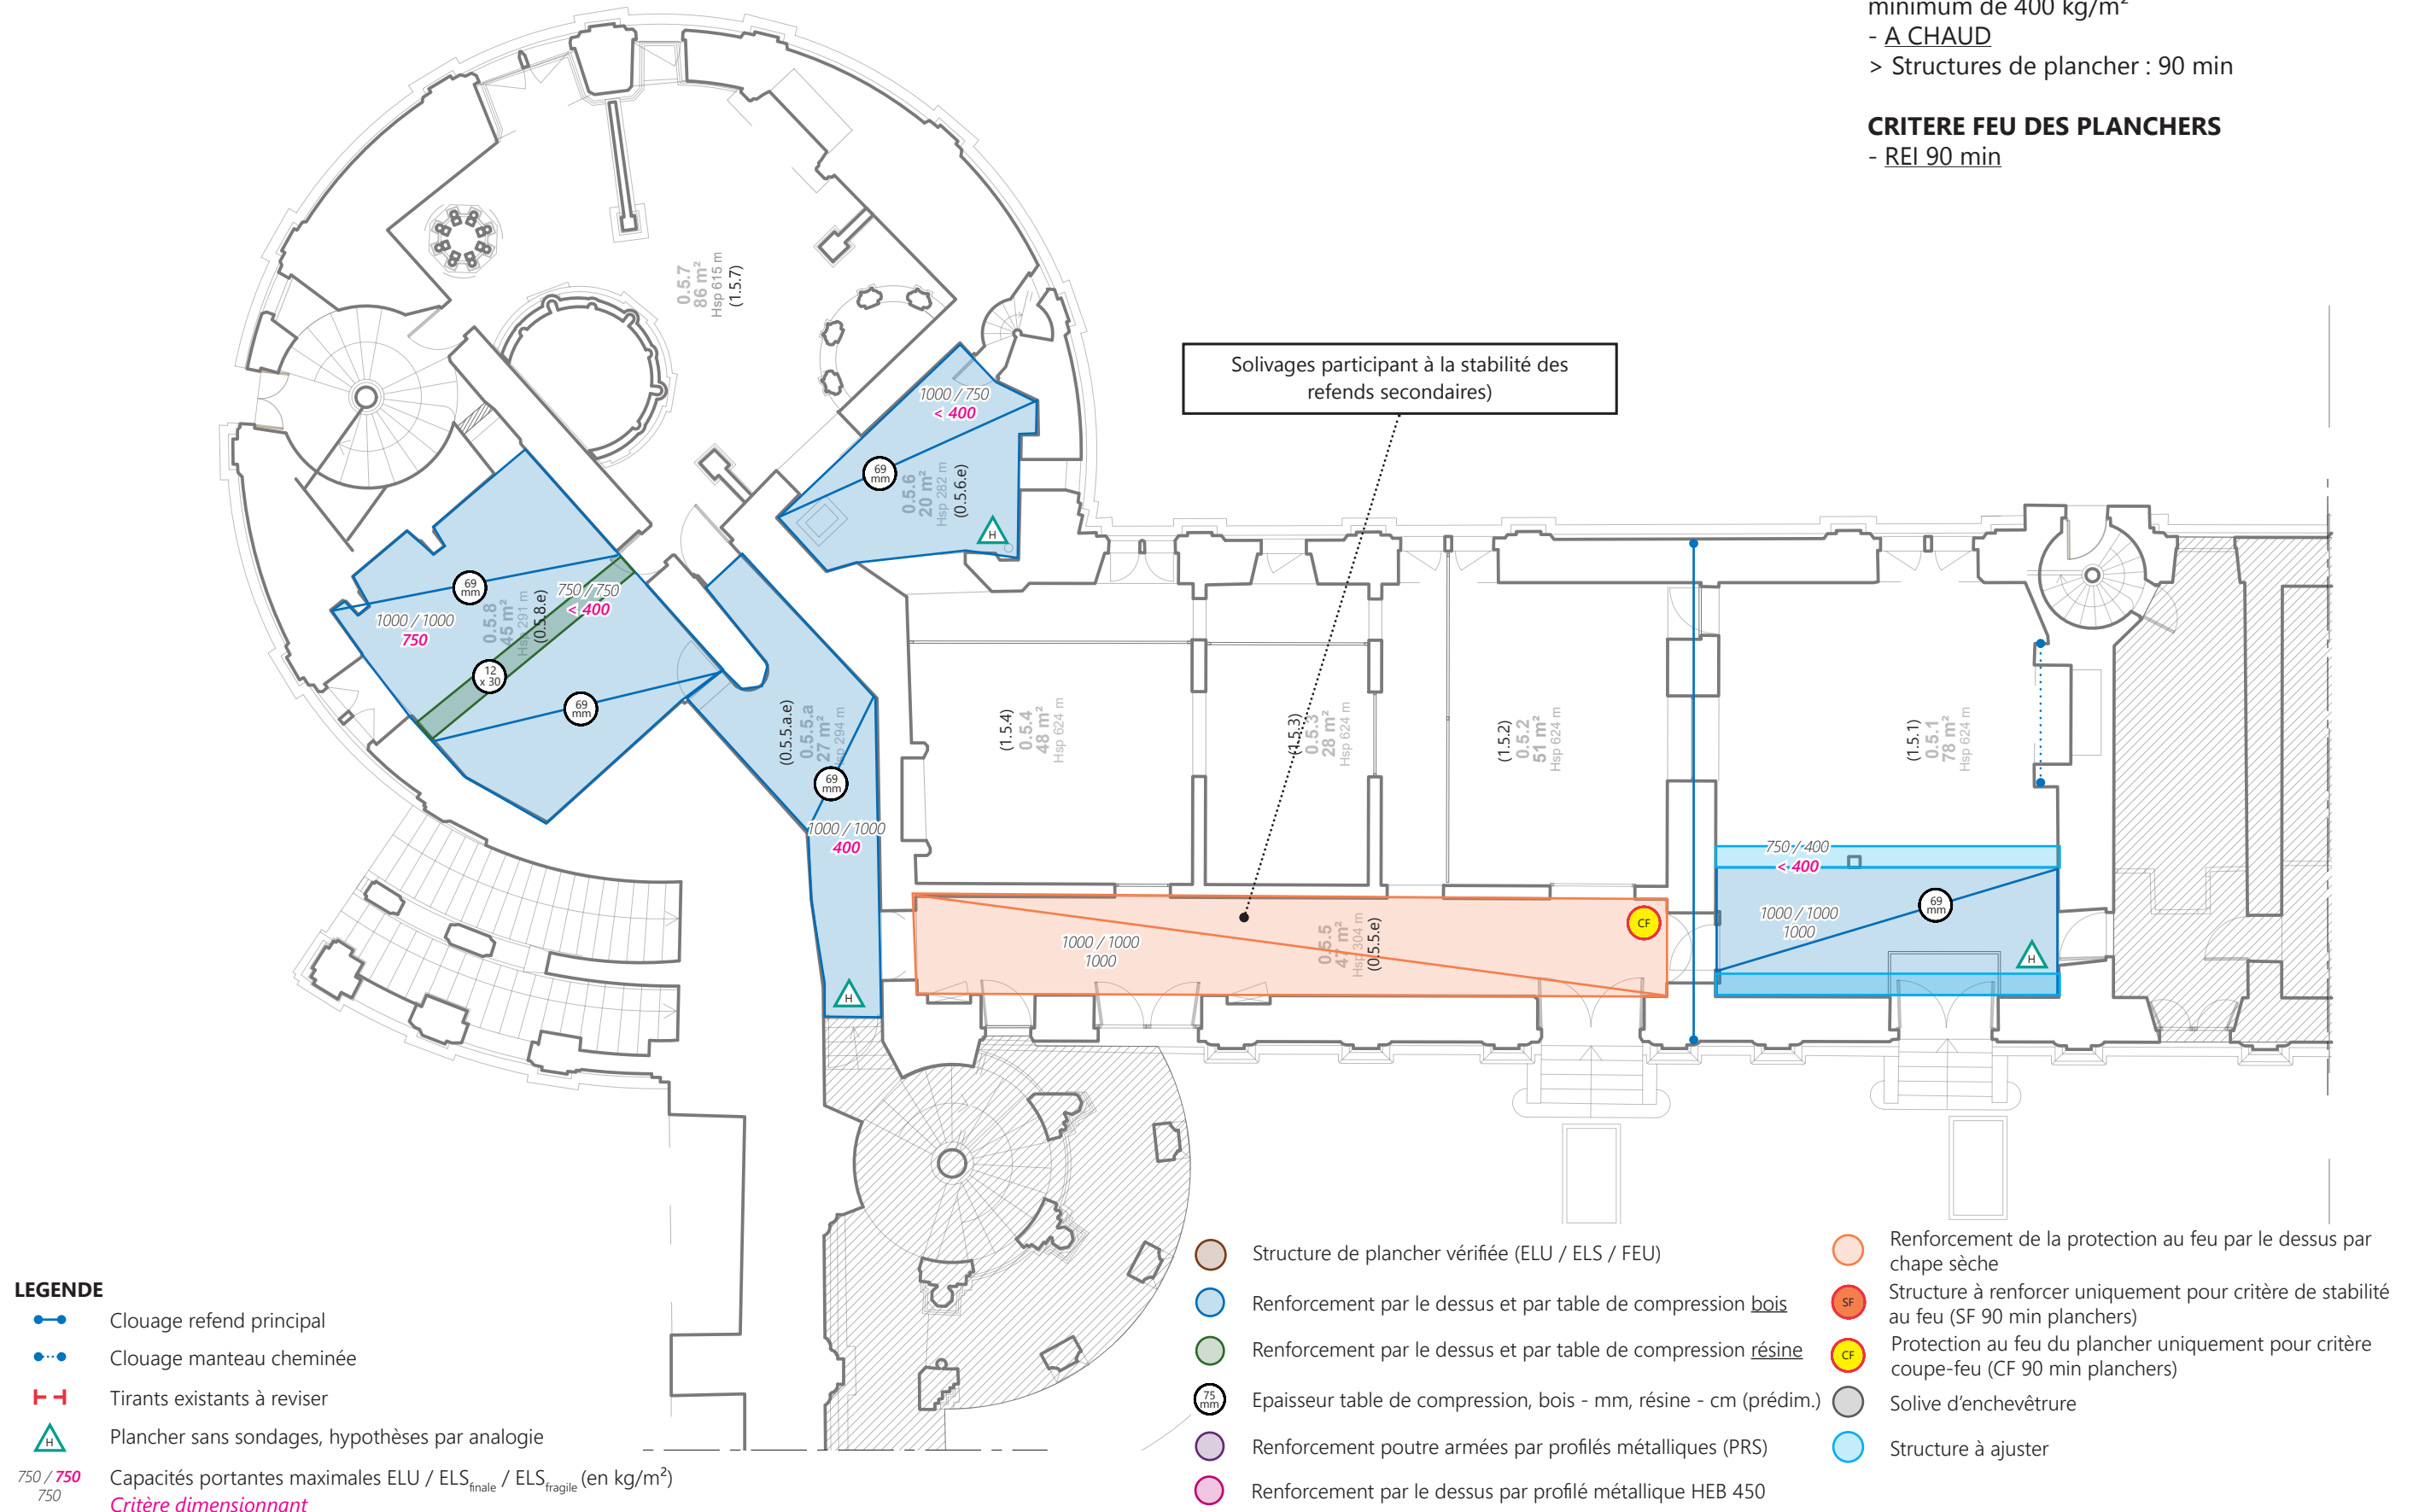 minimum de 400 kg/m²
- A CHAUD
> Structures de plancher : 90 min
CRITERE FEU DES PLANCHERS
- REI 90 min
0.5.7
86 m²
Hsp 615 m
(1.5.7)
Solivages participant à la stabilité des
refends secondaires)
1000 / 750
< 400
69
mm
0.5.6
20 m²
Hsp 282 m
(0.5.6.e)
H
69
mm
750 / 750
< 400
1000 / 1000
750
0.5.8
45 m²
Hsp 291 m
(0.5.8.e)
12
x 30
69
mm
(0.5.5.a.e)
0.5.5.a
27 m²
Hsp 294 m
69
mm
1000 / 1000
400
H
(1.5.4)
0.5.4
48 m²
Hsp 624 m
(1.5.3)
0.5.3
28 m²
Hsp 624 m
(1.5.2)
0.5.2
51 m²
Hsp 624 m
(1.5.1)
0.5.1
78 m²
Hsp 624 m
750 / 400
< 400
69
mm
1000 / 1000
1000
H
CF
1000 / 1000
1000
0.5.5
m²
Hsp 304 m
(0.5.5.e)
LEGENDE
Clouage refend principal
Clouage manteau cheminée
Tirants existants à reviser
H
Plancher sans sondages, hypothèses par analogie
750 / 750
750
Capacités portantes maximales ELU / ELSfinale / ELSfragile (en kg/m²)
Critère dimensionnant
Structure de plancher vérifiée (ELU / ELS / FEU)
Renforcement par le dessus et par table de compression bois
Renforcement par le dessus et par table de compression résine
75
mm
Epaisseur table de compression, bois - mm, résine - cm (prédim.)
Renforcement poutre armées par profilés métalliques (PRS)
Renforcement par le dessus par profilé métallique HEB 450
Renforcement de la protection au feu par le dessus par
chape sèche
SF
Structure à renforcer uniquement pour critère de stabilité
au feu (SF 90 min planchers)
CF
Protection au feu du plancher uniquement pour critère
coupe-feu (CF 90 min planchers)
Solive d'enchevêtrure
Structure à ajuster